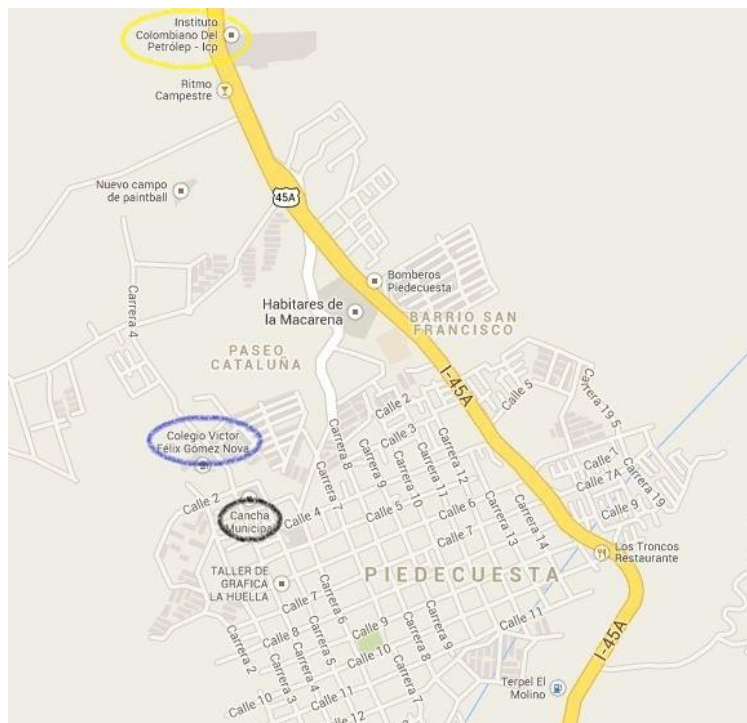 Instituto
Colombiano Del
Petrólep - Icp
Ritmo
Campestre
Nuevo campo
de paintball
45A
Bomberos
Piedecuesta
Habitares de
la Macarena
BARRIO SAN
FRANCISCO
PASEO
CATALUÑA
Carrera 4
I-45A
Calle 5
Carrera 19 5
Calle 2
Calle 3
Carrera 8
Carrera 9
Carrera 10
Carrera 11
Carrera 12
Colegio Victor
Félix Gómez Nova
Calle 7
Calle 7A
Carrera 19
Calle 9
Carrera 7
Calle 2
Cancha
Municipal
Calle 4
Calle 5
Calle 6
Calle 7
Carrera 13
Carrera 14
Los Troncos
Restaurante
PIEDECUESTA
TALLER DE
GRAFICA
LA HUELLA
Calle 7
Carrera 6
Calle 8
Calle 9
Calle 10
Calle 11
Carrera 9
Carrera 8
Carrera 2
Carrera 4
Carrera 5
I-45A
Terpel El
Molino
Calle 10
Calle 11
Calle 12